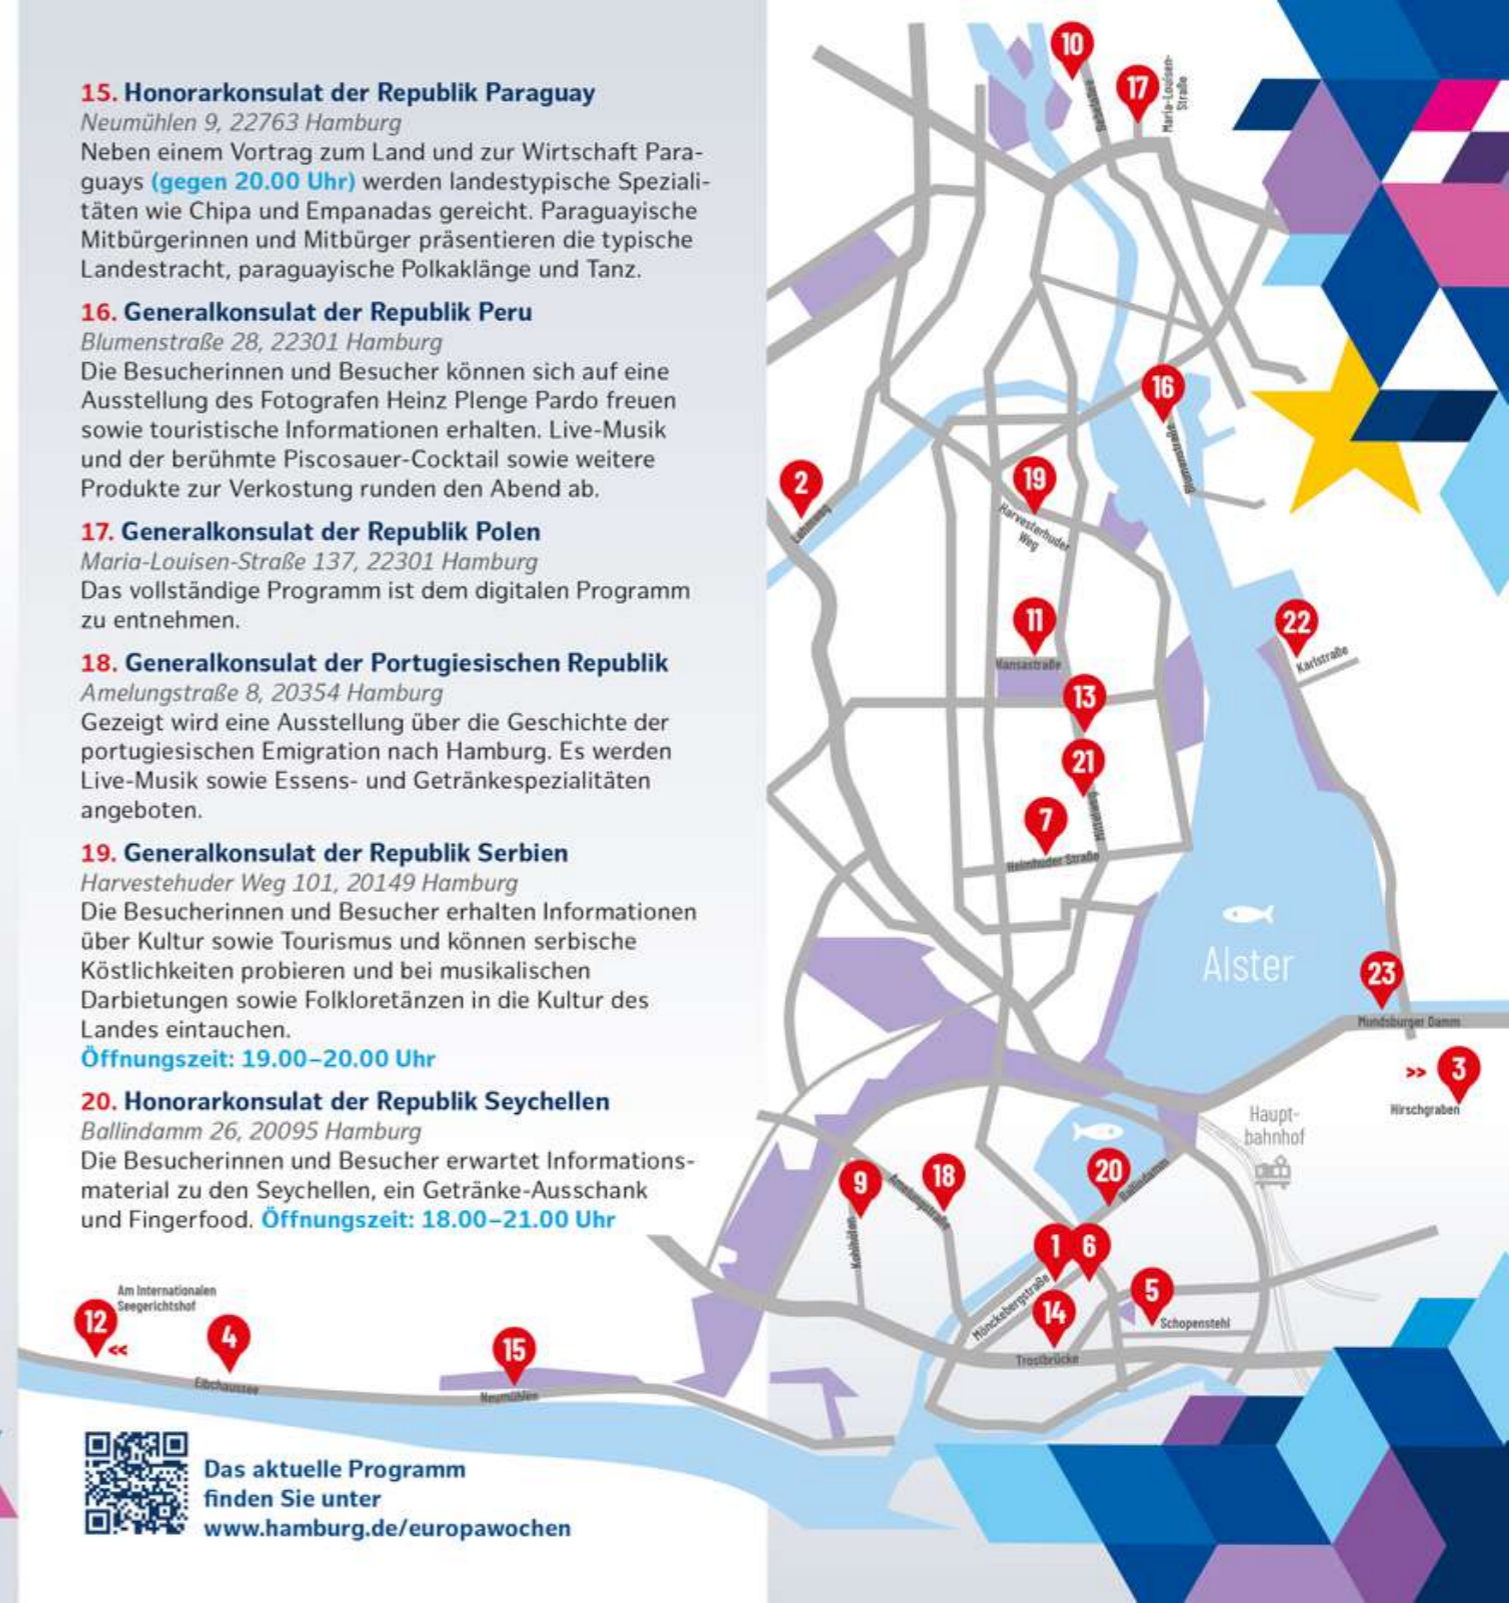 15. Honorarkonsulat der Republik Paraguay
Neumühlen 9, 22763 Hamburg
Neben einem Vortrag zum Land und zur Wirtschaft Para-
guays (gegen 20.00 Uhr) werden landestypische Speziali-
täten wie Chipa und Empanadas gereicht. Paraguayische
Mitbürgerinnen und Mitbürger präsentieren die typische
Landestracht, paraguayische Polkaklänge und Tanz.
16. Generalkonsulat der Republik Peru
Blumenstraße 28, 22301 Hamburg
Die Besucherinnen und Besucher können sich auf eine
Ausstellung des Fotografen Heinz Plenge Pardo freuen
sowie touristische Informationen erhalten. Live-Musik
und der berühmte Piscosauer-Cocktail sowie weitere
Produkte zur Verkostung runden den Abend ab.
17. Generalkonsulat der Republik Polen
Maria-Louisen-Straße 137, 22301 Hamburg
Das vollständige Programm ist dem digitalen Programm
zu entnehmen.
18. Generalkonsulat der Portugiesischen Republik
Amelungstraße 8, 20354 Hamburg
Gezeigt wird eine Ausstellung über die Geschichte der
portugiesischen Emigration nach Hamburg. Es werden
Live-Musik sowie Essens- und Getränkespezialitäten
angeboten.
19. Generalkonsulat der Republik Serbien
Harvestehuder Weg 101, 20149 Hamburg
Die Besucherinnen und Besucher erhalten Informationen
über Kultur sowie Tourismus und können serbische
Köstlichkeiten probieren und bei musikalischen
Darbietungen sowie Folkloretänzen in die Kultur des
Landes eintauchen.
Öffnungszeit: 19.00–20.00 Uhr
20. Honorarkonsulat der Republik Seychellen
Ballindamm 26, 20095 Hamburg
Die Besucherinnen und Besucher erwartet Informations-
material zu den Seychellen, ein Getränke-Ausschank
und Fingerfood. Öffnungszeit: 18.00–21.00 Uhr
Am Internationalen
Seegerichtshof
12
<<
4
Elbchaussee
15
Neumühlen
Das aktuelle Programm
finden Sie unter
www.hamburg.de/europawochen
10
17
Maria-Louisen-
Straße
16
Blumenstraße
2
Lehmweg
19
Harvesterhuder
Weg
11
Hansastraße
22
Karlstraße
13
21
Mittelweg
7
Heimhuder Straße
Alster
23
Mundsburger Damm
>>
3
Hirschgraben
Haupt-
bahnhof
9
Kohlhöfen
18
Amelungstraße
20
Ballindamm
1
6
Mönckebergstraße
14
Trostbrücke
5
Schopenstehl